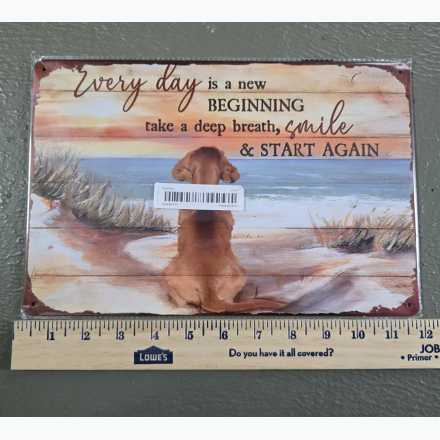 Every day is a new
BEGINNING
take a deep breath, smile
& START AGAIN
1 2 3 4 5 6 7 8 9 10 11 12
LOWE'S
Do you have it all covered?
JOB
• Primer •